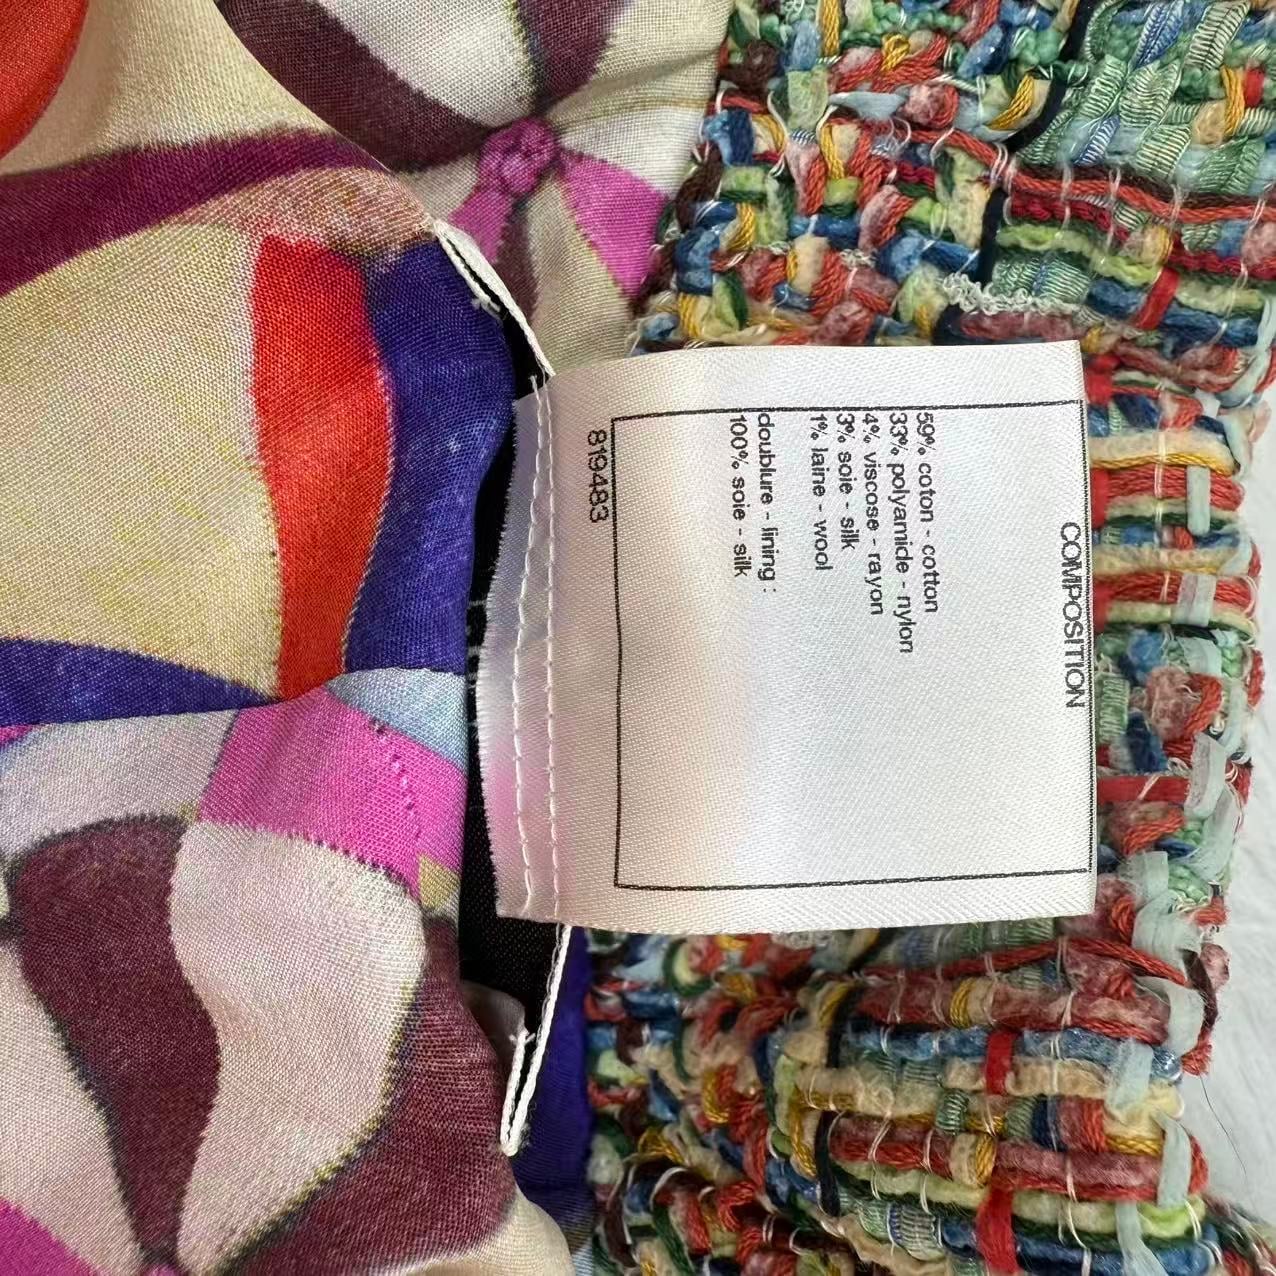 COMPOSITION
59% coton - cotton
33% polyamide - nylon
4% viscose - rayon
3% soie - silk
1% laine - wool
doublure - lining :
100% soie - silk
819483